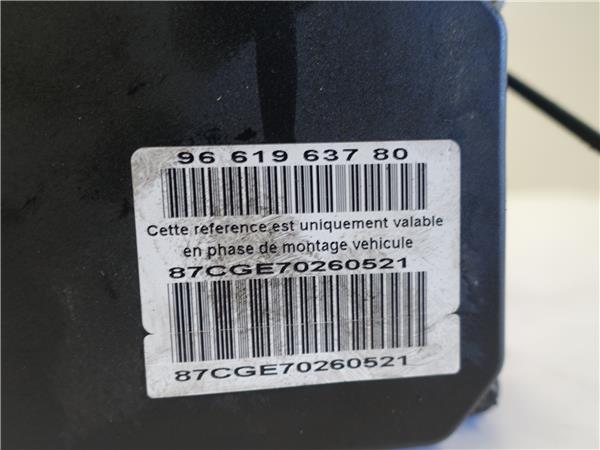 96 619 637 80
Cette reference est uniquement valable
en phase de montage vehicule
87CGE70260521
87CGE70260521